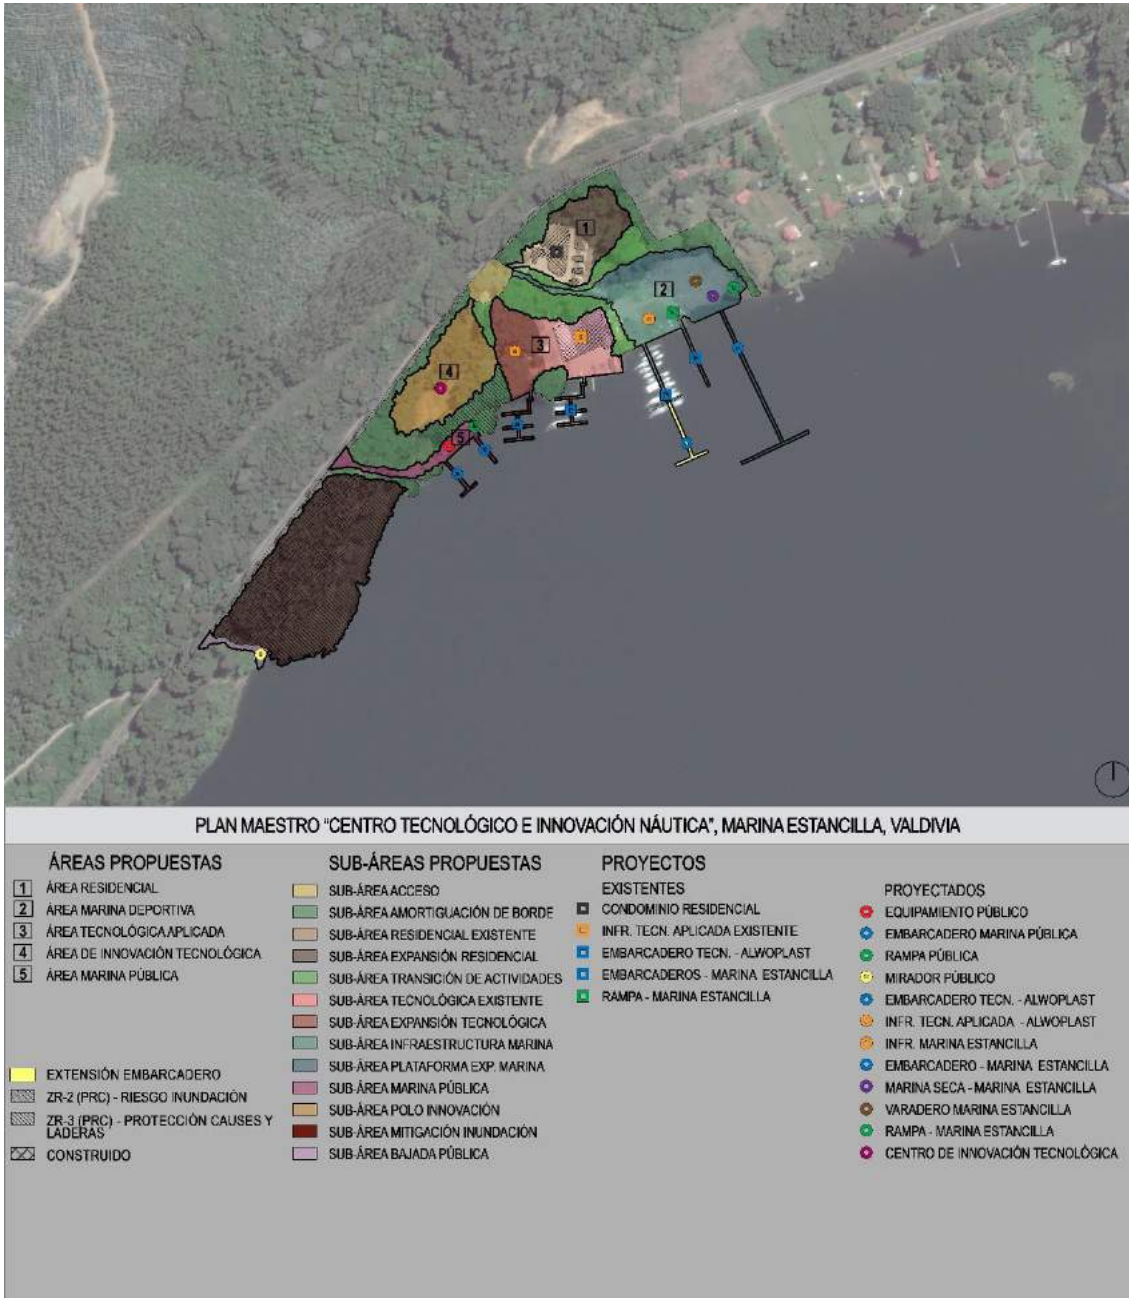 1
2
3
4
5
PLAN MAESTRO "CENTRO TECNOLÓGICO E INNOVACIÓN NÁUTICA", MARINA ESTANCILLA, VALDIVIA
ÁREAS PROPUESTAS
1 ÁREA RESIDENCIAL
2 ÁREA MARINA DEPORTIVA
3 ÁREA TECNOLÓGICA APLICADA
4 ÁREA DE INNOVACIÓN TECNOLÓGICA
5 ÁREA MARINA PÚBLICA
EXTENSIÓN EMBARCADERO
ZR-2 (PRC) - RIESGO INUNDACIÓN
ZR-3 (PRC) - PROTECCIÓN CAUSES Y
LADERAS
CONSTRUIDO
SUB-ÁREAS PROPUESTAS
SUB-ÁREA ACCESO
SUB-ÁREA AMORTIGUACIÓN DE BORDE
SUB-ÁREA RESIDENCIAL EXISTENTE
SUB-ÁREA EXPANSIÓN RESIDENCIAL
SUB-ÁREA TRANSICIÓN DE ACTIVIDADES
SUB-ÁREA TECNOLÓGICA EXISTENTE
SUB-ÁREA EXPANSIÓN TECNOLÓGICA
SUB-ÁREA INFRAESTRUCTURA MARINA
SUB-ÁREA PLATAFORMA EXP. MARINA
SUB-ÁREA MARINA PÚBLICA
SUB-ÁREA POLO INNOVACIÓN
SUB-ÁREA MITIGACIÓN INUNDACIÓN
SUB-ÁREA BAJADA PÚBLICA
PROYECTOS
EXISTENTES
CONDOMINIO RESIDENCIAL
INFR. TECN. APLICADA EXISTENTE
EMBARCADERO TECN. - ALWOPLAST
EMBARCADEROS - MARINA ESTANCILLA
RAMPA - MARINA ESTANCILLA
PROYECTADOS
EQUIPAMIENTO PÚBLICO
EMBARCADERO MARINA PÚBLICA
RAMPA PÚBLICA
MIRADOR PÚBLICO
EMBARCADERO TECN. - ALWOPLAST
INFR. TECN. APLICADA - ALWOPLAST
INFR. MARINA ESTANCILLA
EMBARCADERO - MARINA ESTANCILLA
MARINA SECA - MARINA ESTANCILLA
VARADERO MARINA ESTANCILLA
RAMPA - MARINA ESTANCILLA
CENTRO DE INNOVACIÓN TECNOLÓGICA